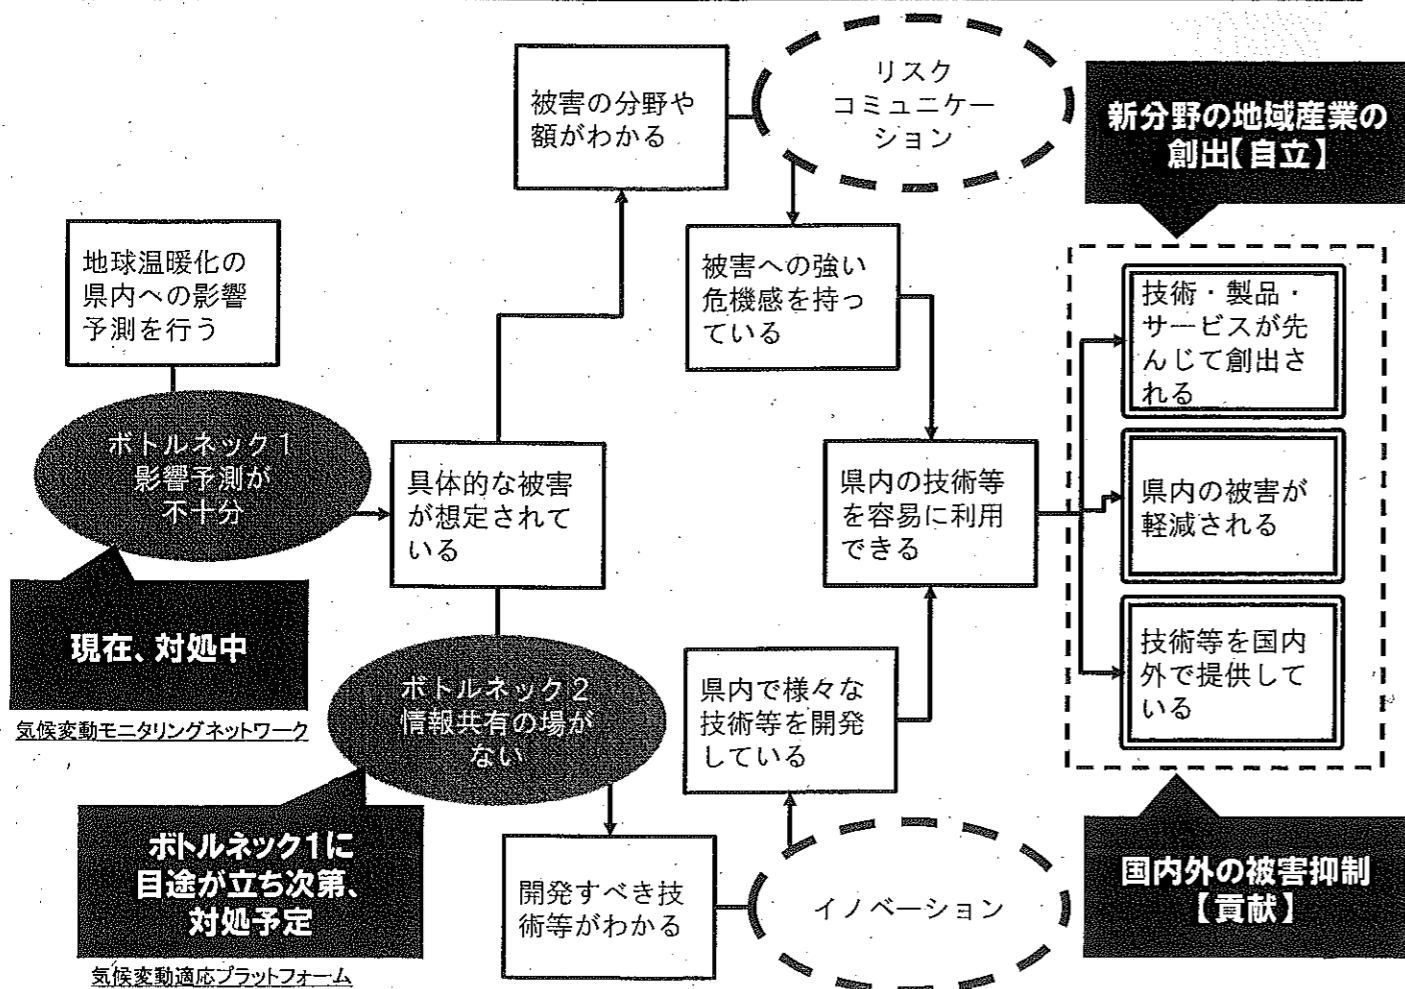 被害の分野や
額がわかる
リスク
コミュニケー
ション
新分野の地域産業の
創出【自立】
地球温暖化の
県内への影響
予測を行う
被害への強い
危機感を持っ
ている
技術・製品・
サービスが先
んじて創出さ
れる
ボトルネック1
影響予測が
不十分
具体的な被害
が想定されて
いる
県内の技術等
を容易に利用
できる
県内の被害が
軽減される
現在、対処中
気候変動モニタリングネットワーク
ボトルネック2
情報共有の場が
ない
県内で様々な
技術等を開発
している
技術等を国内
外で提供して
いる
ボトルネック1に
目途が立ち次第、
対処予定
気候変動適応プラットフォーム
開発すべき技
術等がわかる
イノベーション
国内外の被害抑制
【貢献】